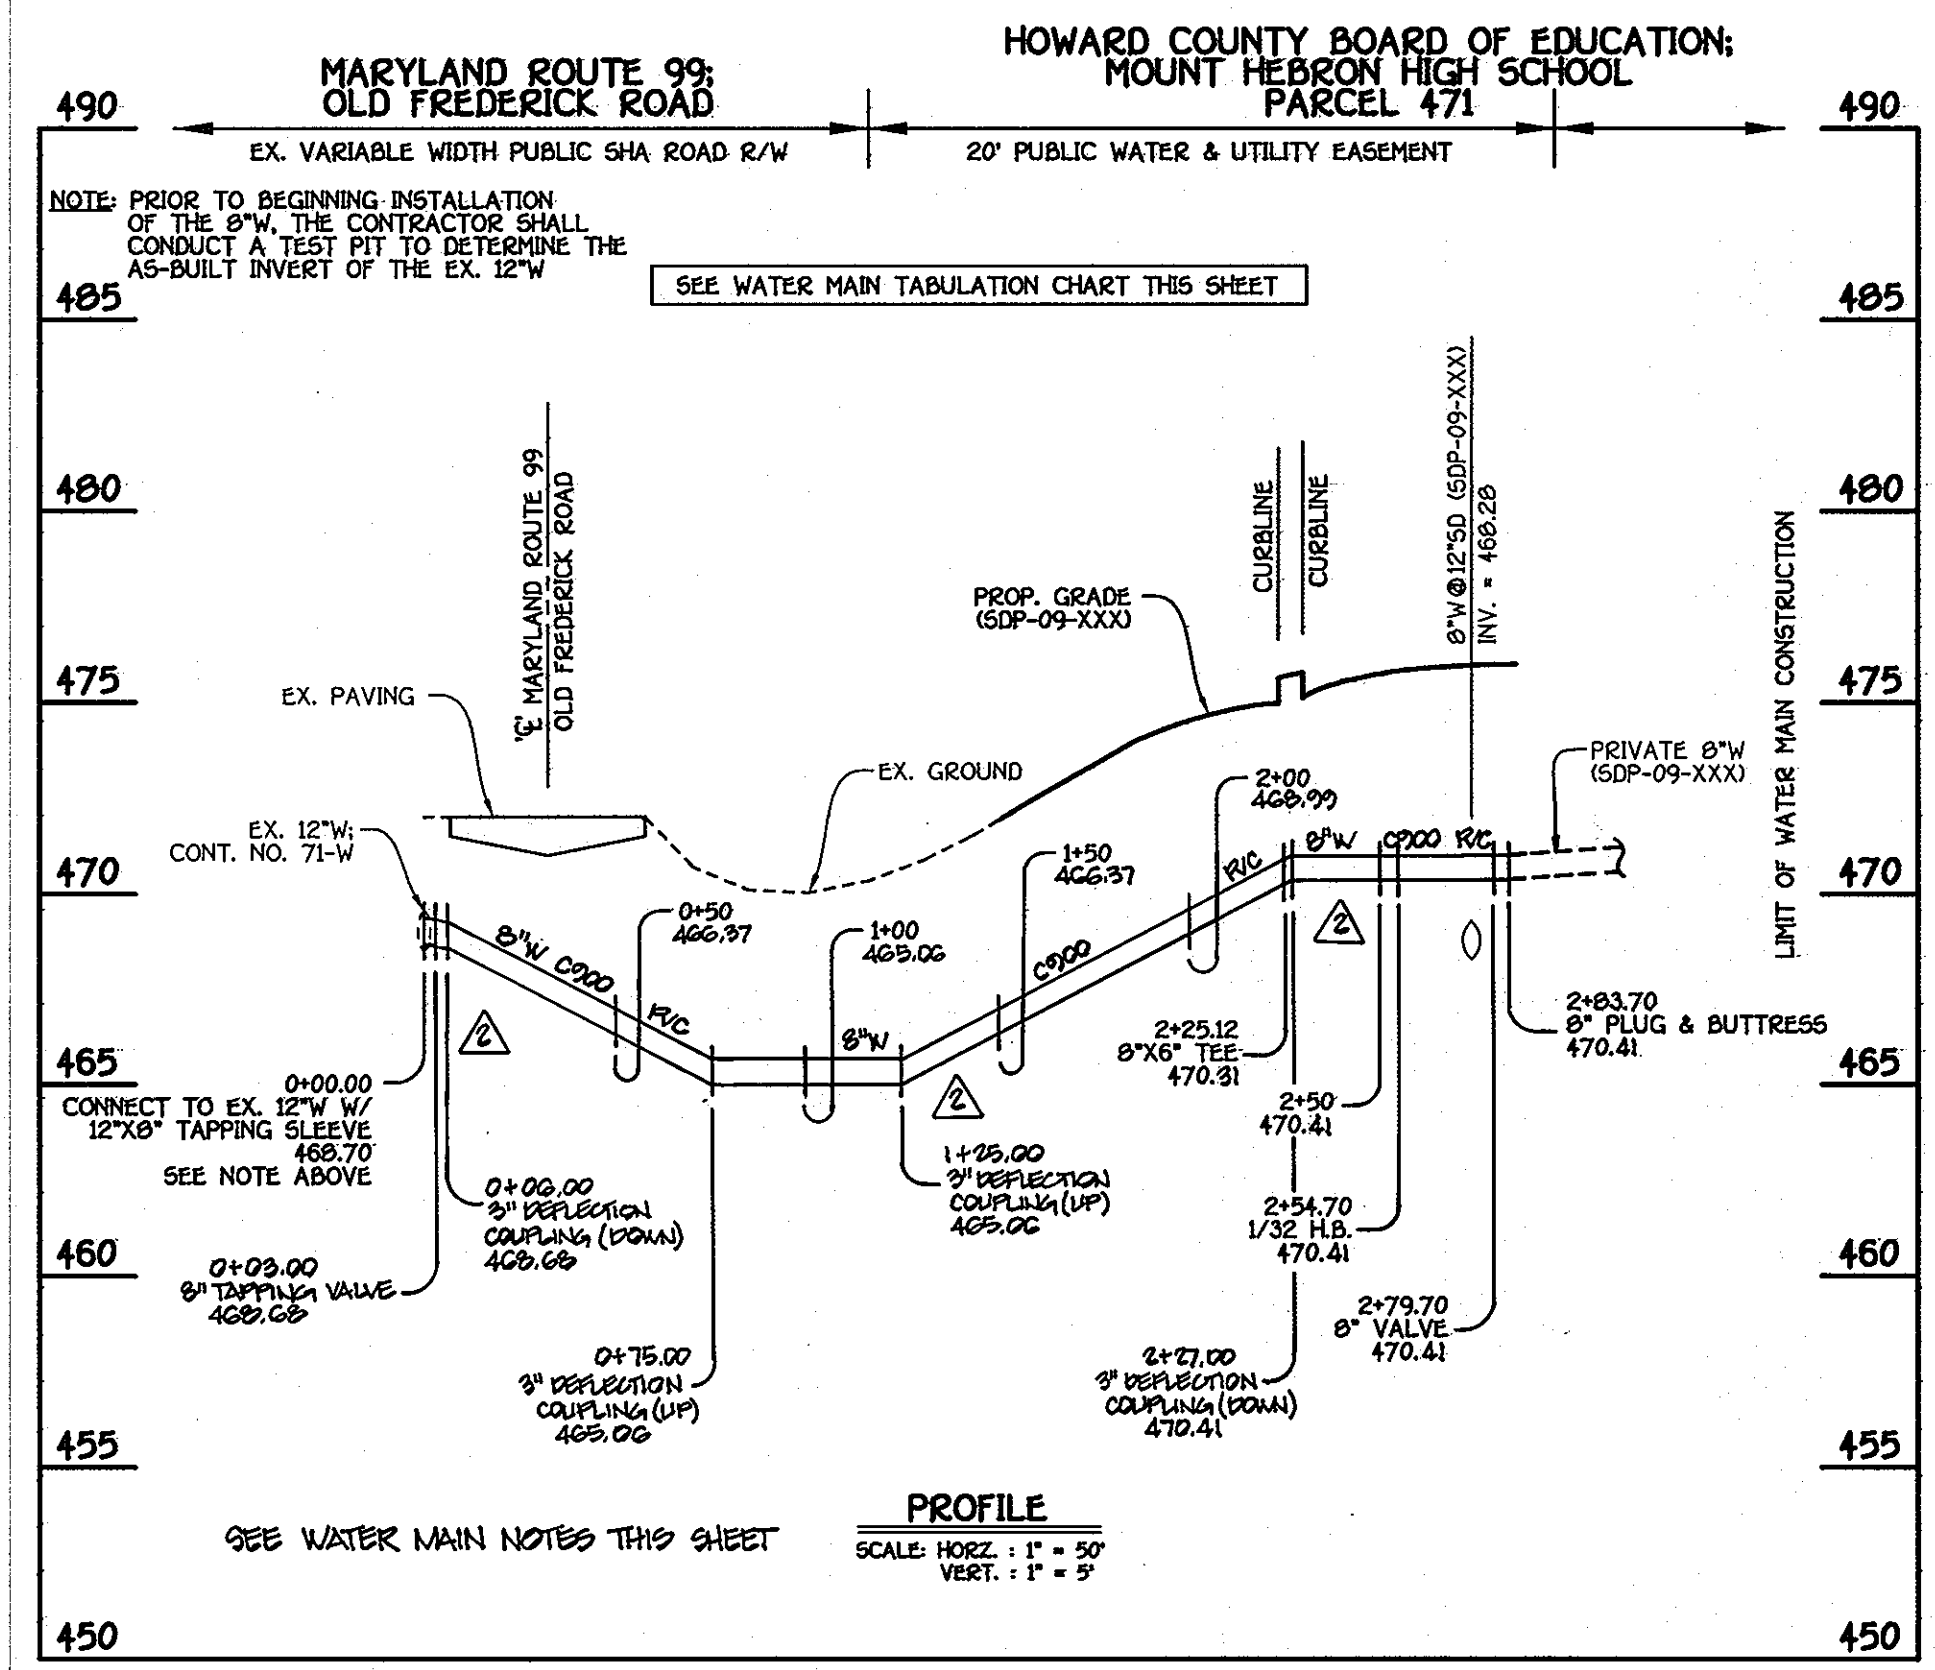 HOWARD COUNTY BOARD OF EDUCATION;
MOUNT HEBRON HIGH SCHOOL
PARCEL 471
MARYLAND ROUTE 99;
OLD FREDERICK ROAD
490
490
EX. VARIABLE WIDTH PUBLIC SHA ROAD R/W
20' PUBLIC WATER & UTILITY EASEMENT
NOTE: PRIOR TO BEGINNING INSTALLATION
OF THE 8"W, THE CONTRACTOR SHALL
CONDUCT A TEST PIT TO DETERMINE THE
AS-BUILT INVERT OF THE EX. 12"W
SEE WATER MAIN TABULATION CHART THIS SHEET
485
485
480
480
℄ MARYLAND ROUTE 99
OLD FREDERICK ROAD
CURBLINE
CURBLINE
8"W@12"SD (SDP-09-XXX)
INV. = 468.28
LIMIT OF WATER MAIN CONSTRUCTION
PROP. GRADE
(SDP-09-XXX)
475
475
EX. PAVING
EX. GROUND
PRIVATE 8"W
(SDP-09-XXX)
EX. 12"W;
CONT. NO. 71-W
2+00
468.99
1+50
466.37
8"W C900 R/C
470
470
0+50
466.37
1+00
465.06
8"W C900
R/C
8"W
C900
R/C
2
2
2
465
465
0+00.00
CONNECT TO EX. 12"W W/
12"X8" TAPPING SLEEVE
468.70
SEE NOTE ABOVE
2+25.12
8"X6" TEE
470.31
2+83.70
8" PLUG & BUTTRESS
470.41
2+50
470.41
0+06.00
3" DEFLECTION
COUPLING (DOWN)
468.68
1+25.00
3" DEFLECTION
COUPLING (UP)
465.06
2+54.70
1/32 H.B.
470.41
460
460
0+03.00
8" TAPPING VALVE
468.68
2+79.70
8" VALVE
470.41
0+75.00
3" DEFLECTION
COUPLING (UP)
465.06
2+27.00
3" DEFLECTION
COUPLING (DOWN)
470.41
455
455
SEE WATER MAIN NOTES THIS SHEET
PROFILE
SCALE: HORZ. : 1" = 50'
VERT. : 1" = 5'
450
450